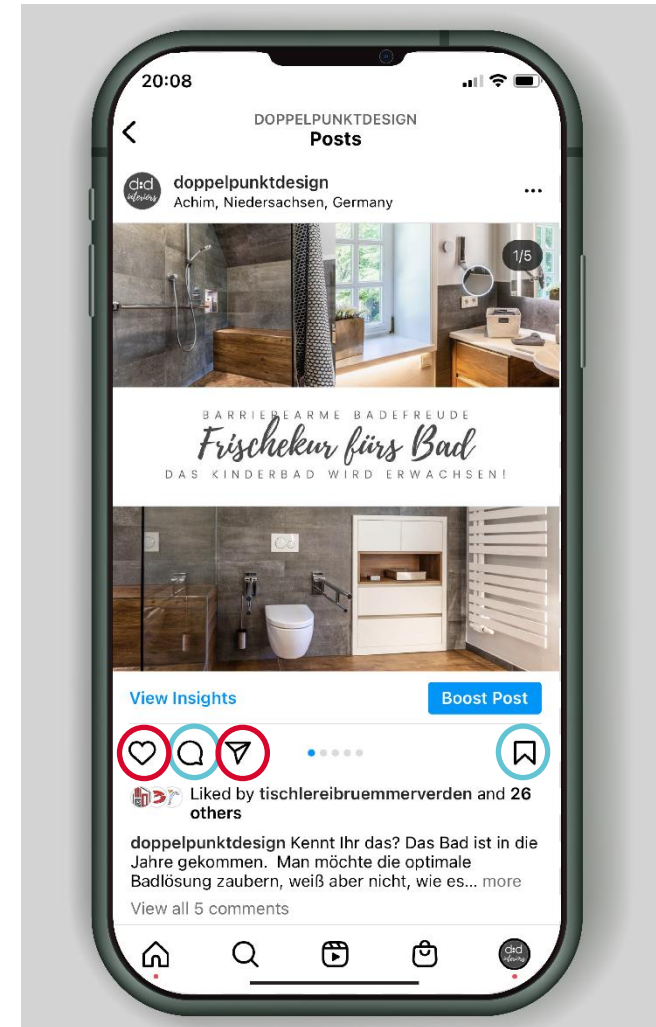 20:08
DOPPELPUNKTDESIGN
Posts
d:d
interiors
doppelpunktdesign
Achim, Niedersachsen, Germany
1/5
BARRIEREARME BADEFREUDE
Frischekur fürs Bad
DAS KINDERBAD WIRD ERWACHSEN!
View Insights
Boost Post
Liked by tischlereibruemmerverden and 26
others
doppelpunktdesign Kennt Ihr das? Das Bad ist in die
Jahre gekommen. Man möchte die optimale
Badlösung zaubern, weiß aber nicht, wie es... more
View all 5 comments
d:d
interiors